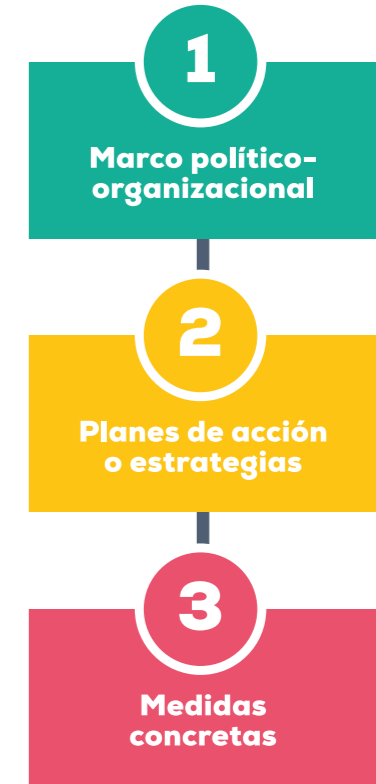 1
Marco político-
organizacional
2
Planes de acción
o estrategias
3
Medidas
concretas